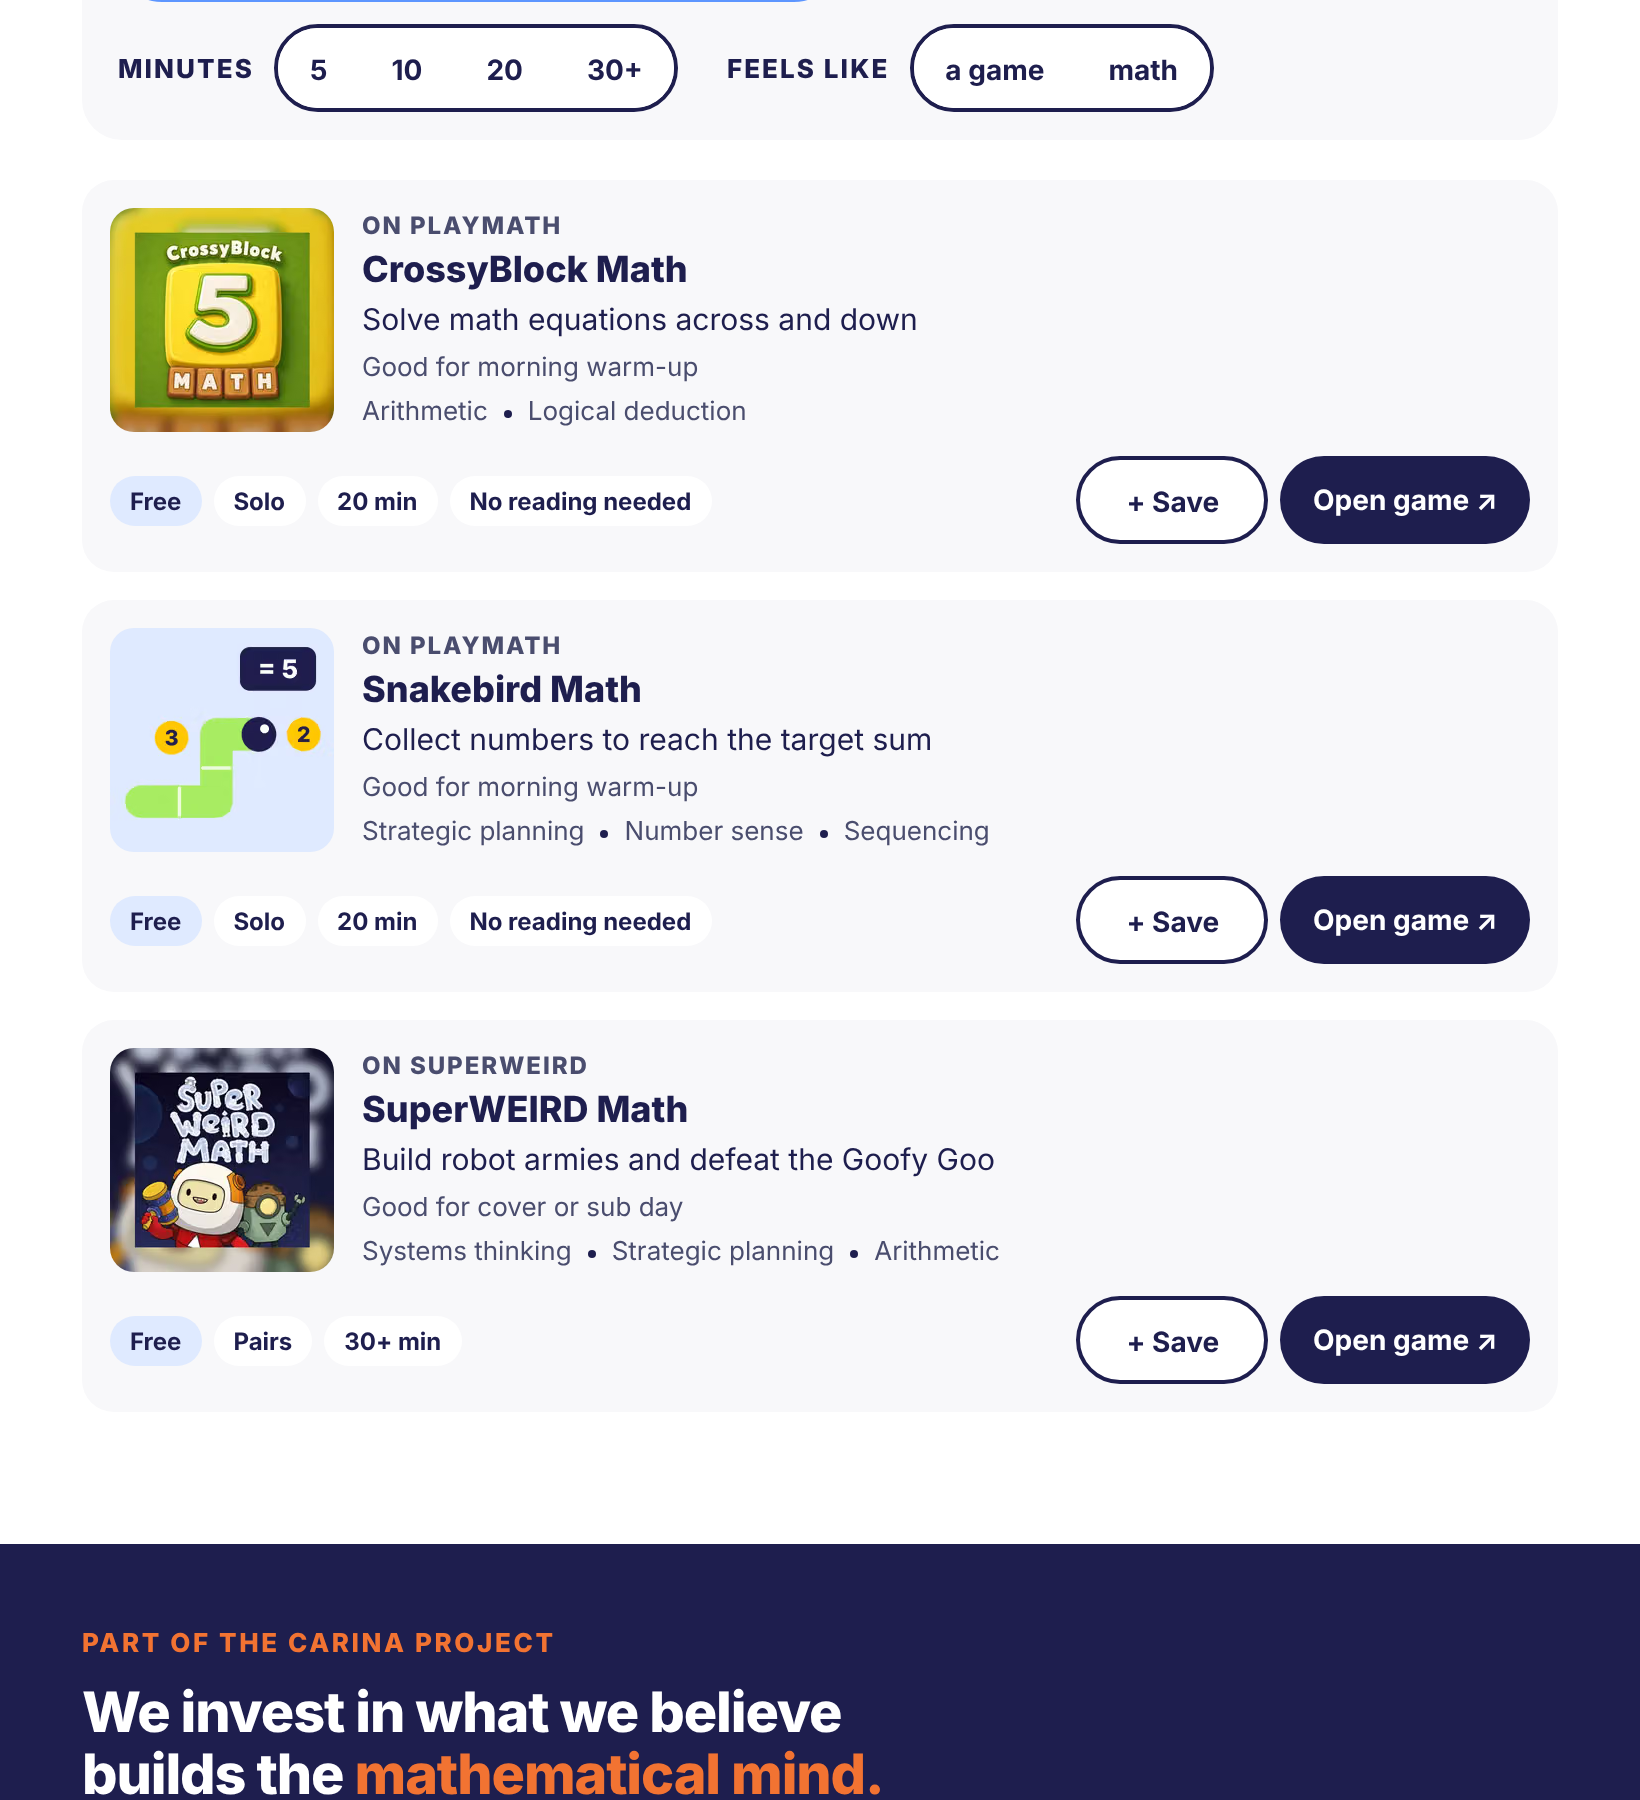 MINUTES 5 10 20 30+ FEELS LIKE a game math
CrossyBlock
5
MATH
ON PLAYMATH
CrossyBlock Math
Solve math equations across and down
Good for morning warm-up
Arithmetic • Logical deduction
Free Solo 20 min No reading needed + Save Open game ↗
= 5
3 2
ON PLAYMATH
Snakebird Math
Collect numbers to reach the target sum
Good for morning warm-up
Strategic planning • Number sense • Sequencing
Free Solo 20 min No reading needed + Save Open game ↗
SUPER
WEIRD
MATH
ON SUPERWEIRD
SuperWEIRD Math
Build robot armies and defeat the Goofy Goo
Good for cover or sub day
Systems thinking • Strategic planning • Arithmetic
Free Pairs 30+ min + Save Open game ↗
PART OF THE CARINA PROJECT
We invest in what we believe
builds the mathematical mind.